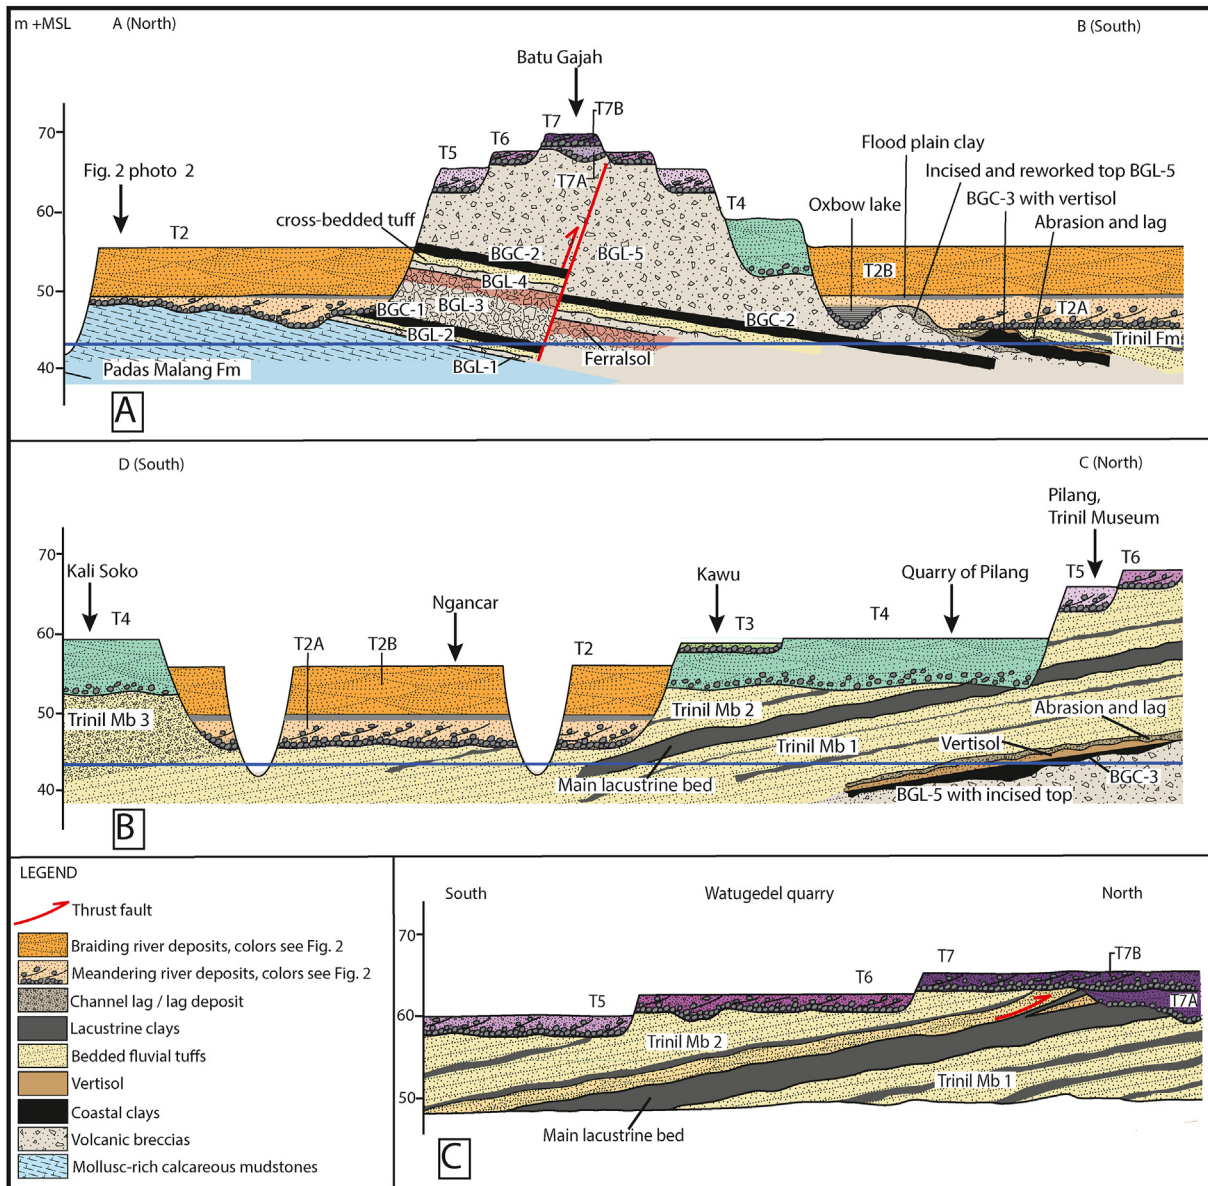 m +MSL
A (North)
B (South)
Batu Gajah
T7B
T7
T6
T5
T7A
Fig. 2 photo 2
T2
cross-bedded tuff
T4
Flood plain clay
Incised and reworked top BGL-5
BGC-3 with vertisol
Abrasion and lag
Oxbow lake
70
60
50
40
BGC-2
BGL-5
BGL-4
BGL-3
BGC-1
BGL-2
BGL-1
BGC-2
Ferralsol
T2B
T2A
Trinil Fm
Padas Malang Fm
A
D (South)
C (North)
Pilang,
Trinil Museum
Kali Soko
Ngancar
Kawu
Quarry of Pilang
T5
T6
T4
T2A
T2B
T2
T3
T4
70
60
50
40
Trinil Mb 3
Trinil Mb 2
Trinil Mb 1
Abrasion and lag
Vertisol
BGC-3
Main lacustrine bed
BGL-5 with incised top
B
LEGEND
Thrust fault
Braiding river deposits, colors see Fig. 2
Meandering river deposits, colors see Fig. 2
Channel lag / lag deposit
Lacustrine clays
Bedded fluvial tuffs
Vertisol
Coastal clays
Volcanic breccias
Mollusc-rich calcareous mudstones
South
Watugedel quarry
North
70
60
50
T5
T6
T7
T7B
T7A
Trinil Mb 2
Trinil Mb 1
Main lacustrine bed
C